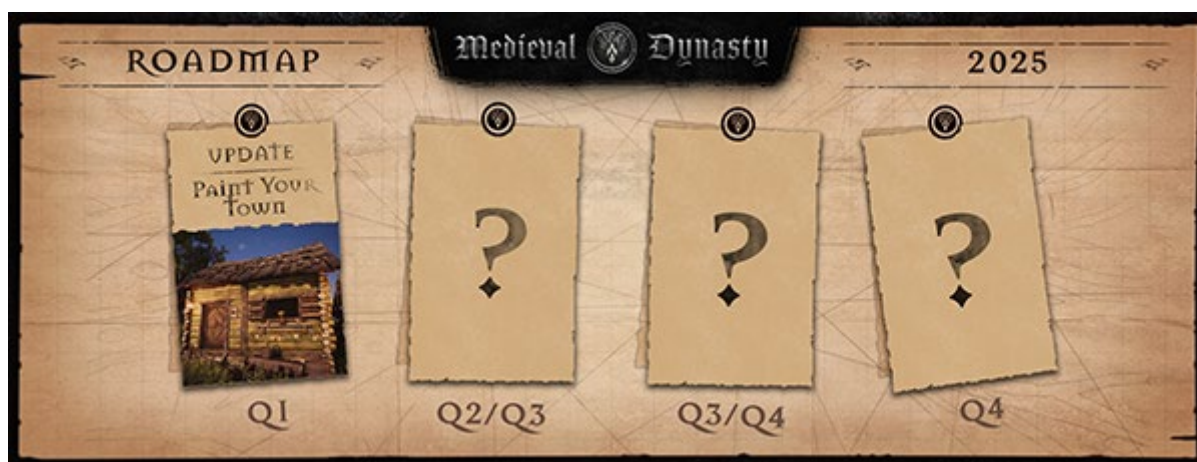 ROADMAP
Medieval Dynasty
2025
UPDATE
PAINT YOUR
TOWN
?
?
?
Q1
Q2/Q3
Q3/Q4
Q4